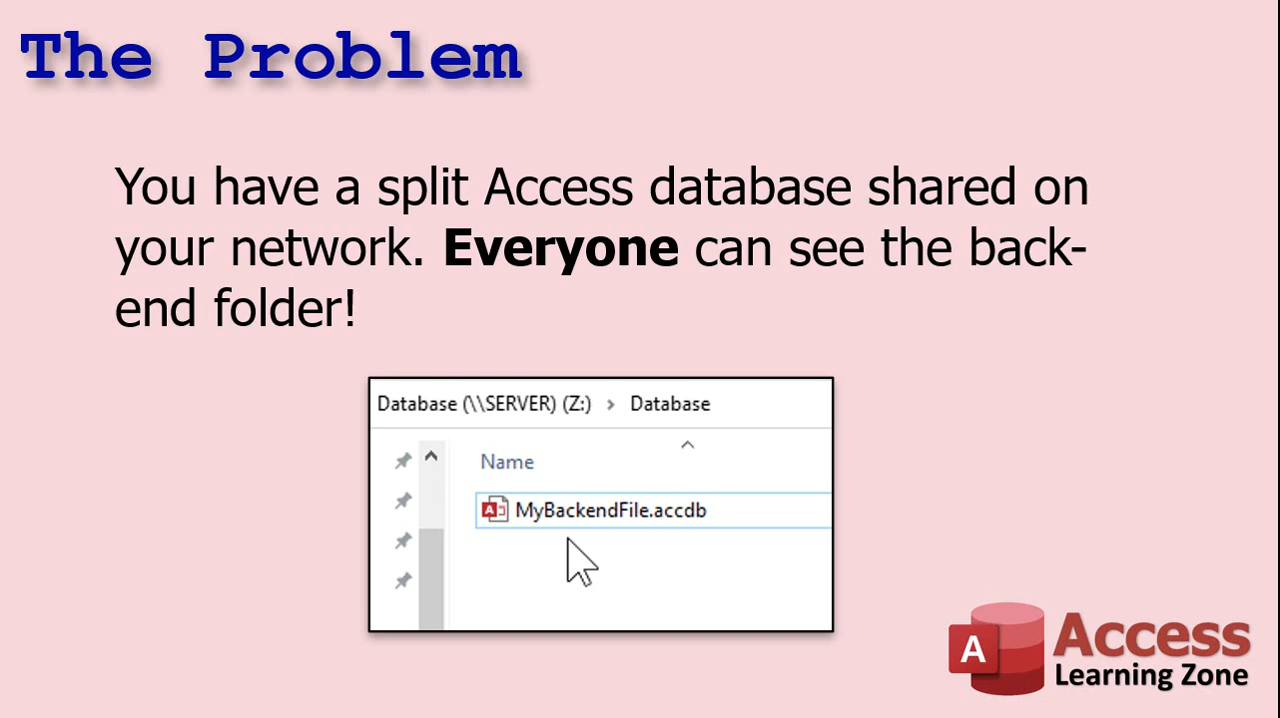 The Problem
You have a split Access database shared on
your network. Everyone can see the back-
end folder!
Database (\\SERVER) (Z:) › Database
Name
MyBackendFile.accdb
A Access
Learning Zone